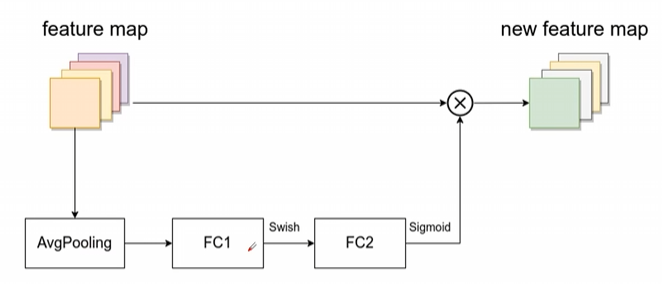 feature map
new feature map
AvgPooling
FC1
Swish
FC2
Sigmoid